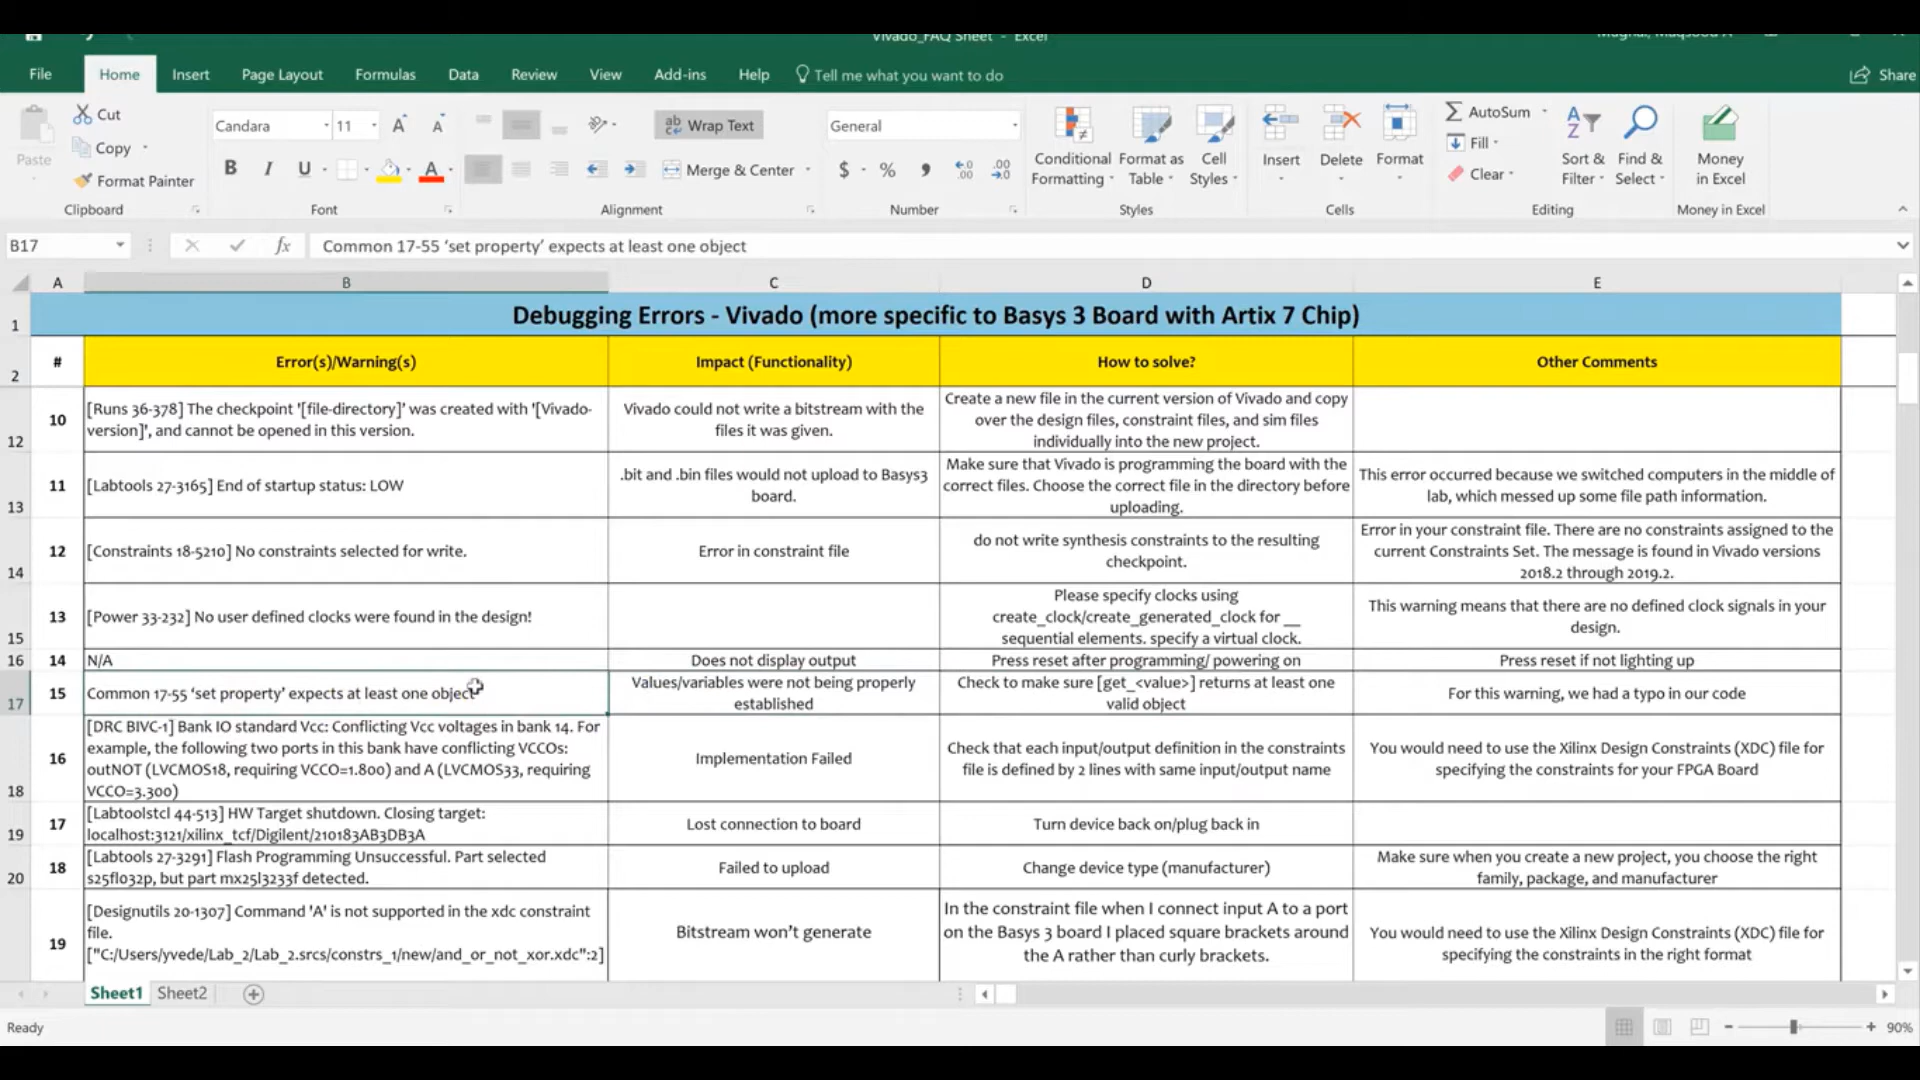 Vivado_FAQ Sheet - Excel
File Home Insert Page Layout Formulas Data Review View Add-ins Help Tell me what you want to do Share
Paste
Cut
Copy
Format Painter
Clipboard
Candara 11 A A
B I U A
Font
Wrap Text
Merge & Center
Alignment
General
$ % , .0 .00 .00 .0
Number
Conditional Formatting
Format as Table
Cell Styles
Styles
Insert Delete Format
Cells
AutoSum
Fill
Clear
Sort & Filter
Find & Select
Editing
Money in Excel
Money in Excel
B17 fx Common 17-55 ‘set property’ expects at least one object
A B C D E
1 Debugging Errors - Vivado (more specific to Basys 3 Board with Artix 7 Chip)
2 # Error(s)/Warning(s) Impact (Functionality) How to solve? Other Comments
12 10
[Runs 36-378] The checkpoint '[file-directory]' was created with '[Vivado-
version]', and cannot be opened in this version.
Vivado could not write a bitstream with the
files it was given.
Create a new file in the current version of Vivado and copy
over the design files, constraint files, and sim files
individually into the new project.
13 11
[Labtools 27-3165] End of startup status: LOW
.bit and .bin files would not upload to Basys3
board.
Make sure that Vivado is programming the board with the
correct files. Choose the correct file in the directory before
uploading.
This error occurred because we switched computers in the middle of
lab, which messed up some file path information.
14 12
[Constraints 18-5210] No constraints selected for write.
Error in constraint file
do not write synthesis constraints to the resulting
checkpoint.
Error in your constraint file. There are no constraints assigned to the
current Constraints Set. The message is found in Vivado versions
2018.2 through 2019.2.
15 13
[Power 33-232] No user defined clocks were found in the design!
Please specify clocks using
create_clock/create_generated_clock for __
sequential elements. specify a virtual clock.
This warning means that there are no defined clock signals in your
design.
16 14
N/A
Does not display output
Press reset after programming/ powering on
Press reset if not lighting up
17 15
Common 17-55 ‘set property’ expects at least one object
Values/variables were not being properly
established
Check to make sure [get_<value>] returns at least one
valid object
For this warning, we had a typo in our code
18 16
[DRC BIVC-1] Bank IO standard Vcc: Conflicting Vcc voltages in bank 14. For
example, the following two ports in this bank have conflicting VCCOs:
outNOT (LVCMOS18, requiring VCCO=1.800) and A (LVCMOS33, requiring
VCCO=3.300)
Implementation Failed
Check that each input/output definition in the constraints
file is defined by 2 lines with same input/output name
You would need to use the Xilinx Design Constraints (XDC) file for
specifying the constraints for your FPGA Board
19 17
[Labtoolstcl 44-513] HW Target shutdown. Closing target:
localhost:3121/xilinx_tcf/Digilent/210183AB3DB3A
Lost connection to board
Turn device back on/plug back in
20 18
[Labtools 27-3291] Flash Programming Unsuccessful. Part selected
s25fl032p, but part mx25l3233f detected.
Failed to upload
Change device type (manufacturer)
Make sure when you create a new project, you choose the right
family, package, and manufacturer
19
[Designutils 20-1307] Command 'A' is not supported in the xdc constraint
file.
["C:/Users/yvede/Lab_2/Lab_2.srcs/constrs_1/new/and_or_not_xor.xdc":2]
Bitstream won’t generate
In the constraint file when I connect input A to a port
on the Basys 3 board I placed square brackets around
the A rather than curly brackets.
You would need to use the Xilinx Design Constraints (XDC) file for
specifying the constraints in the right format
Sheet1 Sheet2
Ready 90%